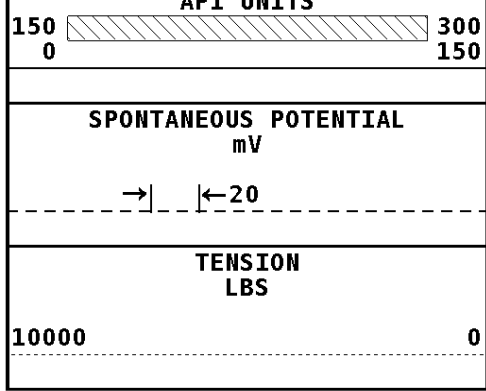 API UNITS
150 300
0 150
SPONTANEOUS POTENTIAL
mV
→| |←20
TENSION
LBS
10000 0